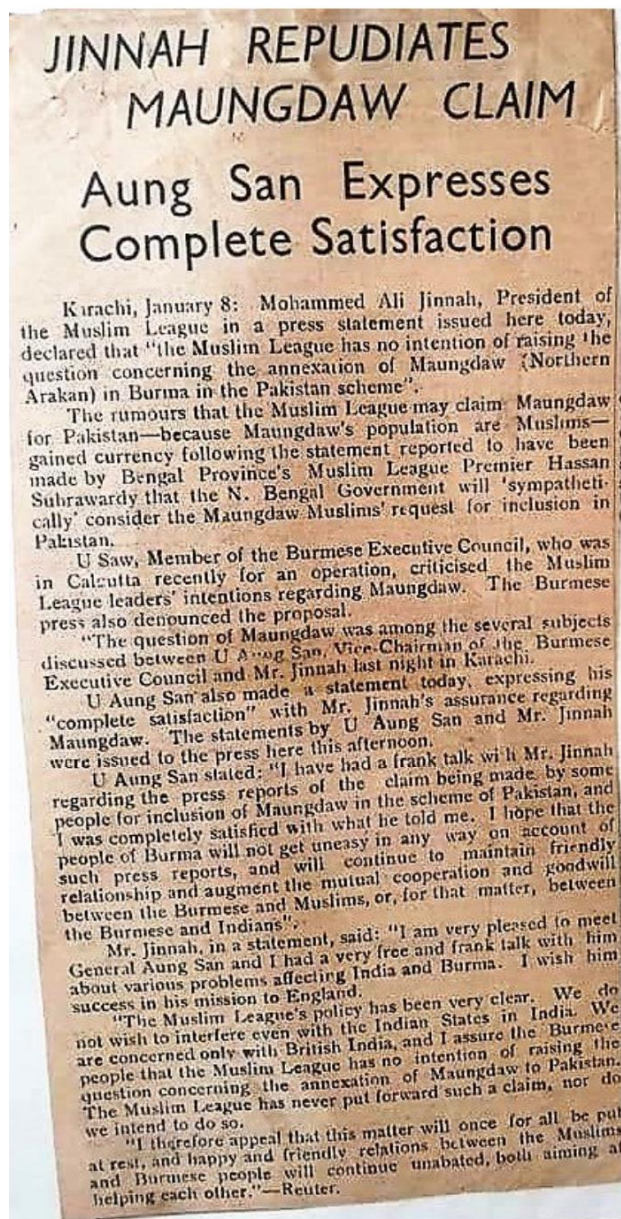 JINNAH REPUDIATES
MAUNGDAW CLAIM
Aung San Expresses
Complete Satisfaction
Karachi, January 8: Mohammed Ali Jinnah, President of
the Muslim League in a press statement issued here today,
declared that "the Muslim League has no intention of raising the
question concerning the annexation of Maungdaw (Northern
Arakan) in Burma in the Pakistan scheme".
The rumours that the Muslim League may claim Maungdaw
for Pakistan—because Maungdaw's population are Muslims—
gained currency following the statement reported to have been
made by Bengal Province's Muslim League Premier Hassan
Suhrawardy that the N. Bengal Government will 'sympatheti-
cally' consider the Maungdaw Muslims' request for inclusion in
Pakistan.
U Saw, Member of the Burmese Executive Council, who was
in Calcutta recently for an operation, criticised the Muslim
League leaders' intentions regarding Maungdaw. The Burmese
press also denounced the proposal.
"The question of Maungdaw was among the several subjects
discussed between U Aung San, Vice-Chairman of the Burmese
Executive Council and Mr. Jinnah last night in Karachi.
U Aung San also made a statement today, expressing his
"complete satisfaction" with Mr. Jinnah's assurance regarding
Maungdaw. The statements by U Aung San and Mr. Jinnah
were issued to the press here this afternoon.
U Aung San stated: "I have had a frank talk with Mr. Jinnah
regarding the press reports of the claim being made by some
people for inclusion of Maungdaw in the scheme of Pakistan, and
I was completely satisfied with what he told me. I hope that the
people of Burma will not get uneasy in any way on account of
such press reports, and will continue to maintain friendly
relationship and augment the mutual cooperation and goodwill
between the Burmese and Muslims, or, for that matter, between
the Burmese and Indians".
Mr. Jinnah, in a statement, said: "I am very pleased to meet
General Aung San and I had a very free and frank talk with him
about various problems affecting India and Burma. I wish him
success in his mission to England.
"The Muslim League's policy has been very clear. We do
not wish to interfere even with the Indian States in India. We
are concerned only with British India, and I assure the Burmese
people that the Muslim League has no intention of raising the
question concerning the annexation of Maungdaw to Pakistan.
The Muslim League has never put forward such a claim, nor do
we intend to do so.
"I therefore appeal that this matter will once for all be put
at rest, and happy and friendly relations between the Muslims
and Burmese people will continue unabated, both aiming at
helping each other."—Reuter.